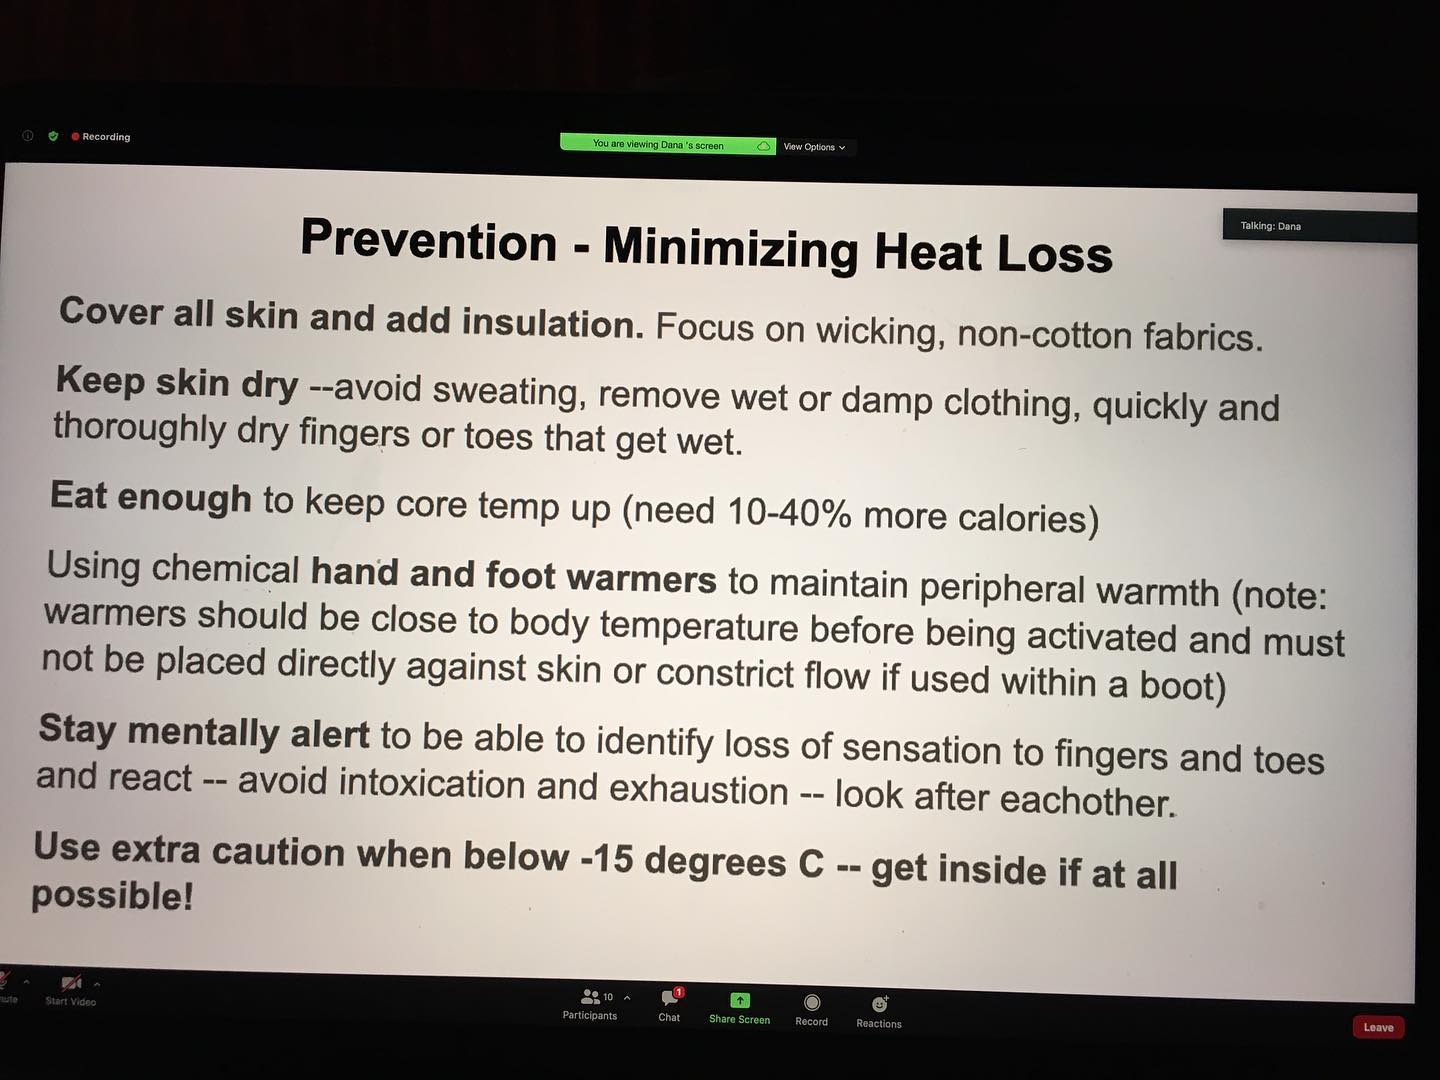 Recording
You are viewing Dana 's screen
View Options
Talking: Dana
Prevention - Minimizing Heat Loss
Cover all skin and add insulation. Focus on wicking, non-cotton fabrics.
Keep skin dry --avoid sweating, remove wet or damp clothing, quickly and
thoroughly dry fingers or toes that get wet.
Eat enough to keep core temp up (need 10-40% more calories)
Using chemical hand and foot warmers to maintain peripheral warmth (note:
warmers should be close to body temperature before being activated and must
not be placed directly against skin or constrict flow if used within a boot)
Stay mentally alert to be able to identify loss of sensation to fingers and toes
and react -- avoid intoxication and exhaustion -- look after eachother.
Use extra caution when below -15 degrees C -- get inside if at all
possible!
Start Video
10
Participants
1
Chat
Share Screen
Record
Reactions
Leave